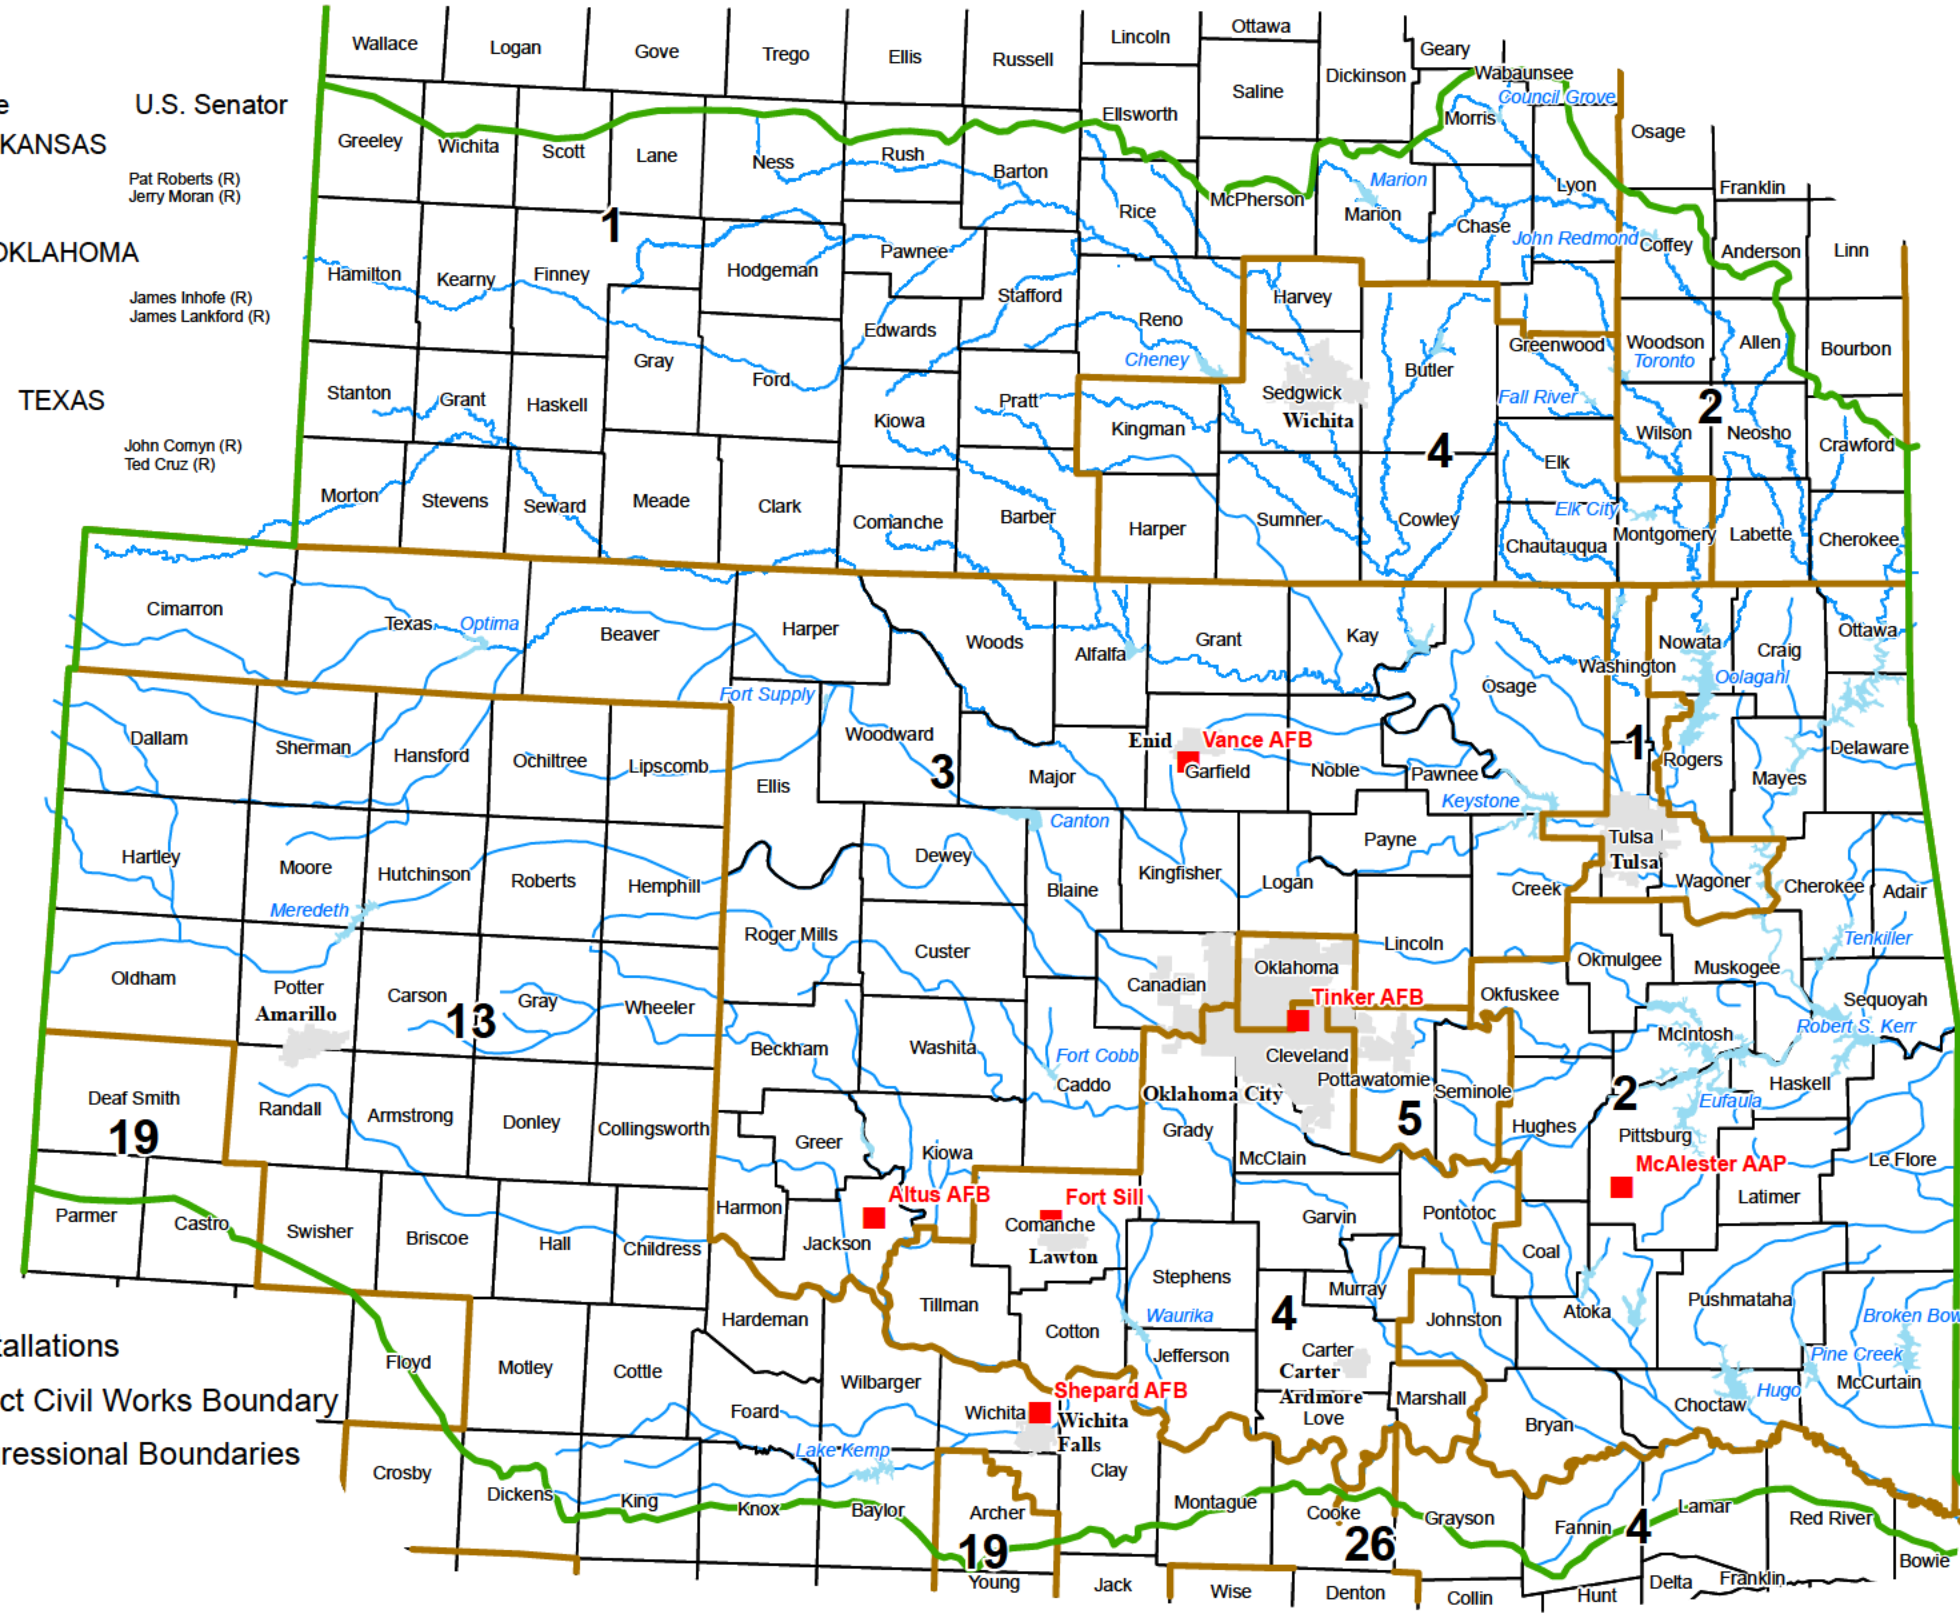 e
U.S. Senator
KANSAS
Pat Roberts (R)
Jerry Moran (R)
OKLAHOMA
James Inhofe (R)
James Lankford (R)
TEXAS
John Cornyn (R)
Ted Cruz (R)
tallations
ct Civil Works Boundary
ressional Boundaries
Wallace
Logan
Gove
Trego
Ellis
Russell
Lincoln
Ottawa
Saline
Dickinson
Geary
Wabaunsee
Council Grove
Morris
Osage
Greeley
Wichita
Scott
Lane
Ness
Rush
Barton
Ellsworth
McPherson
Rice
Marion
Marion
Lyon
Chase
Franklin
1
Hamilton
Kearny
Finney
Hodgeman
Pawnee
Stafford
Edwards
Reno
Harvey
John Redmond
Coffey
Anderson
Linn
Cheney
Gray
Ford
Stanton
Grant
Haskell
Kiowa
Pratt
Kingman
Sedgwick
Wichita
Butler
Greenwood
Woodson
Toronto
Allen
Bourbon
Fall River
2
4
Wilson
Neosho
Crawford
Morton
Stevens
Seward
Meade
Clark
Comanche
Barber
Harper
Sumner
Cowley
Elk
Elk City
Chautauqua
Montgomery
Labette
Cherokee
Cimarron
Texas
Optima
Beaver
Harper
Woods
Alfalfa
Grant
Kay
Osage
Washington
Nowata
Craig
Ottawa
Oolagahl
Fort Supply
Woodward
3
Major
Enid
Vance AFB
Garfield
Noble
Pawnee
1
Rogers
Mayes
Delaware
Dallam
Sherman
Hansford
Ochiltree
Lipscomb
Ellis
Canton
Keystone
Payne
Tulsa
Tulsa
Hartley
Moore
Hutchinson
Roberts
Hemphill
Dewey
Blaine
Kingfisher
Logan
Creek
Wagoner
Cherokee
Adair
Meredeth
Roger Mills
Custer
Lincoln
Tenkiller
Oldham
Potter
Amarillo
Carson
13
Gray
Wheeler
Canadian
Oklahoma
Tinker AFB
Okmulgee
Muskogee
Okfuskee
Sequoyah
McIntosh
Robert S. Kerr
Beckham
Washita
Fort Cobb
Caddo
Cleveland
Oklahoma City
Pottawatomie
Seminole
5
2
Haskell
Eufaula
Deaf Smith
19
Randall
Armstrong
Donley
Collingsworth
Greer
Kiowa
Grady
McClain
Hughes
Pittsburg
McAlester AAP
Le Flore
Latimer
Parmer
Castro
Swisher
Briscoe
Hall
Childress
Harmon
Altus AFB
Jackson
Fort Sill
Comanche
Lawton
Garvin
Pontotoc
Coal
Stephens
Murray
Hardeman
Tillman
Cotton
Waurika
4
Johnston
Atoka
Pushmataha
Broken Bow
Floyd
Motley
Cottle
Wilbarger
Jefferson
Carter
Carter
Ardmore
Love
Marshall
Pine Creek
McCurtain
Hugo
Choctaw
Bryan
Foard
Shepard AFB
Wichita
Wichita
Falls
Lake Kemp
Clay
Crosby
Dickens
King
Knox
Baylor
Archer
Montague
Cooke
Grayson
Fannin
4
Lamar
Red River
Bowie
19
26
Young
Jack
Wise
Denton
Collin
Hunt
Delta
Franklin